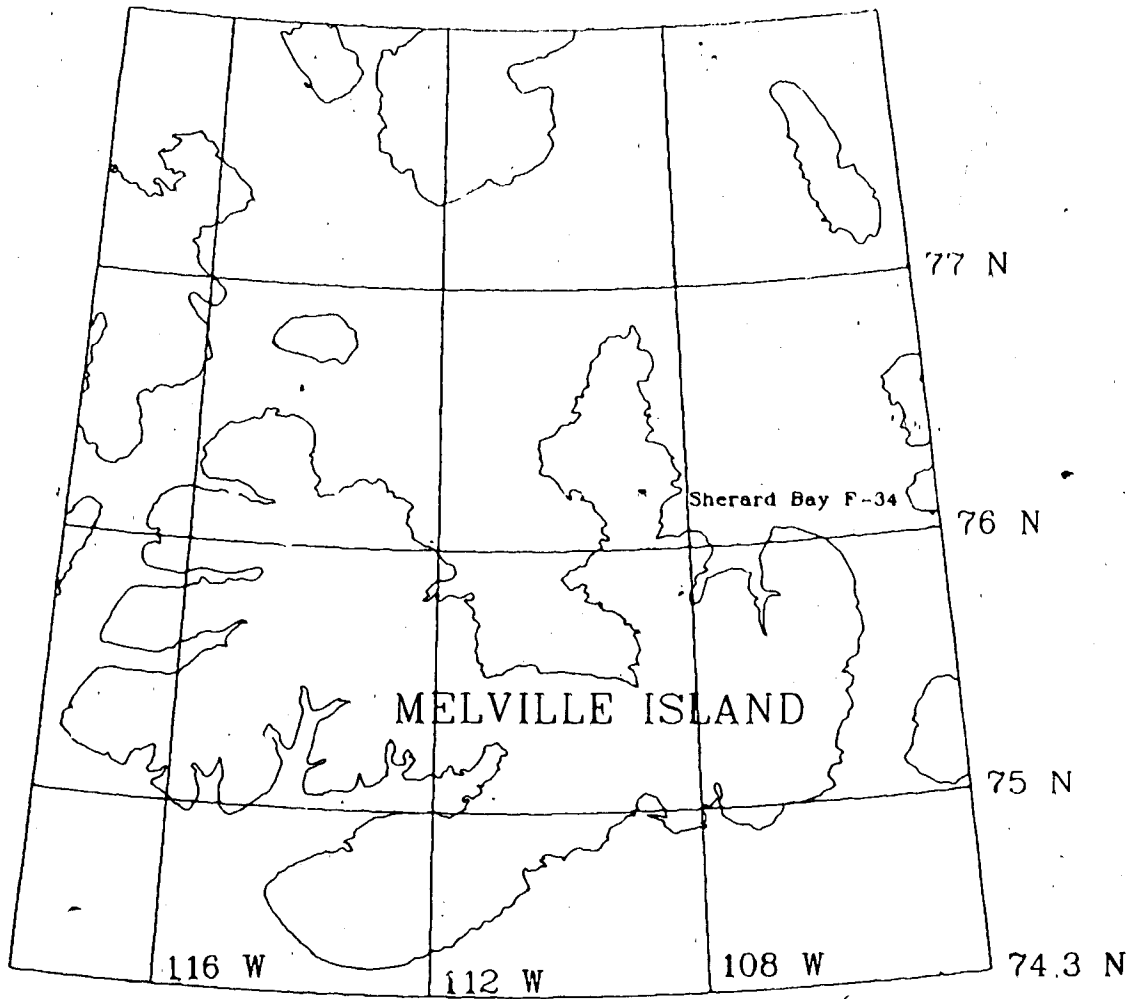 77 N
Sherard Bay F-34
76 N
MELVILLE ISLAND
75 N
116 W
112 W
108 W
74.3 N